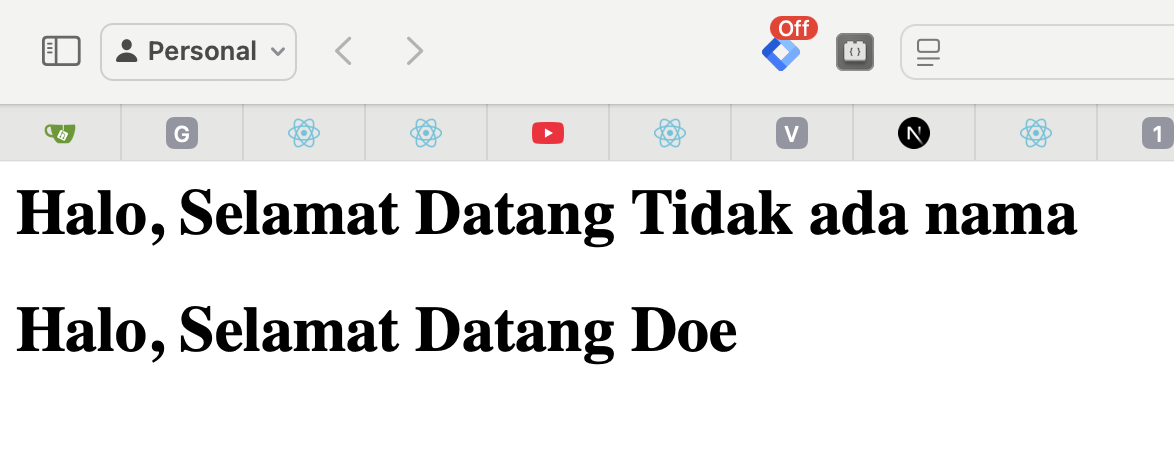 Off
Personal
G
V
N
1
Halo, Selamat Datang Tidak ada nama
Halo, Selamat Datang Doe